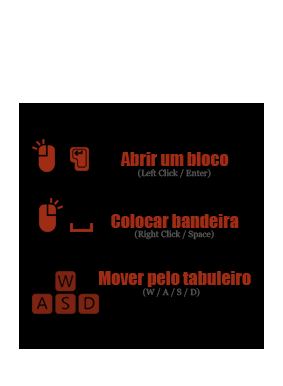 Abrir um bloco
(Left Click / Enter)
Colocar bandeira
(Right Click / Space)
Mover pelo tabuleiro
(W / A / S / D)
W
A S D